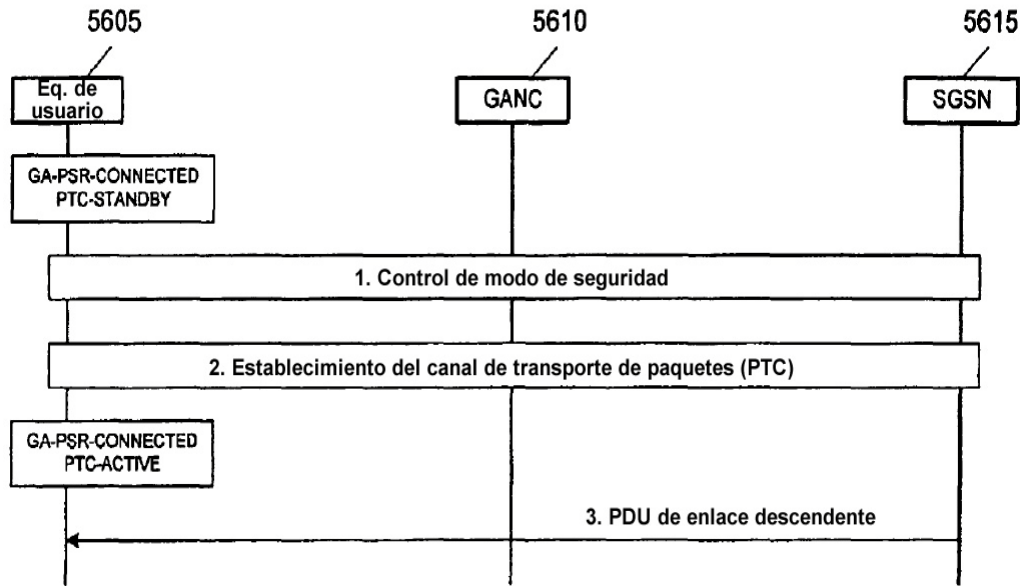 5605
5610
5615
Eq. de
usuario
GANC
SGSN
GA-PSR-CONNECTED
PTC-STANDBY
1. Control de modo de seguridad
2. Establecimiento del canal de transporte de paquetes (PTC)
GA-PSR-CONNECTED
PTC-ACTIVE
3. PDU de enlace descendente